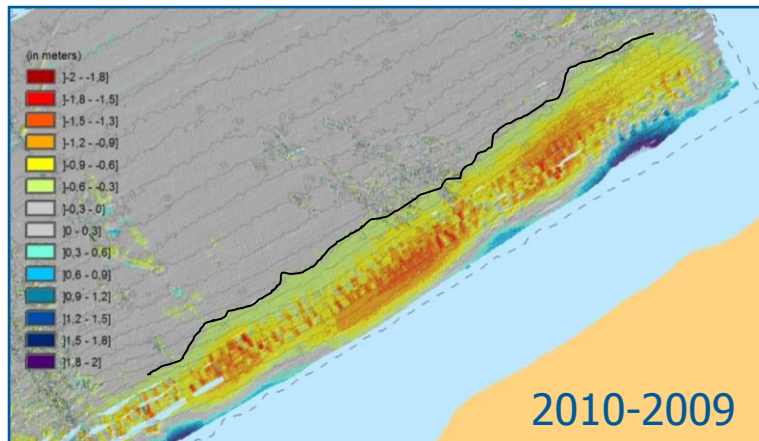 (in meters)
]-2 - -1,8]
]-1,8 - -1,5]
]-1,5 - -1,3]
]-1,2 - -0,9]
]-0,9 - -0,6]
]-0,6 - -0,3]
]-0,3 - 0]
]0 - 0,3]
]0,3 - 0,6]
]0,6 - 0,9]
]0,9 - 1,2]
]1,2 - 1,5]
]1,5 - 1,8]
]1,8 - 2]
2010-2009